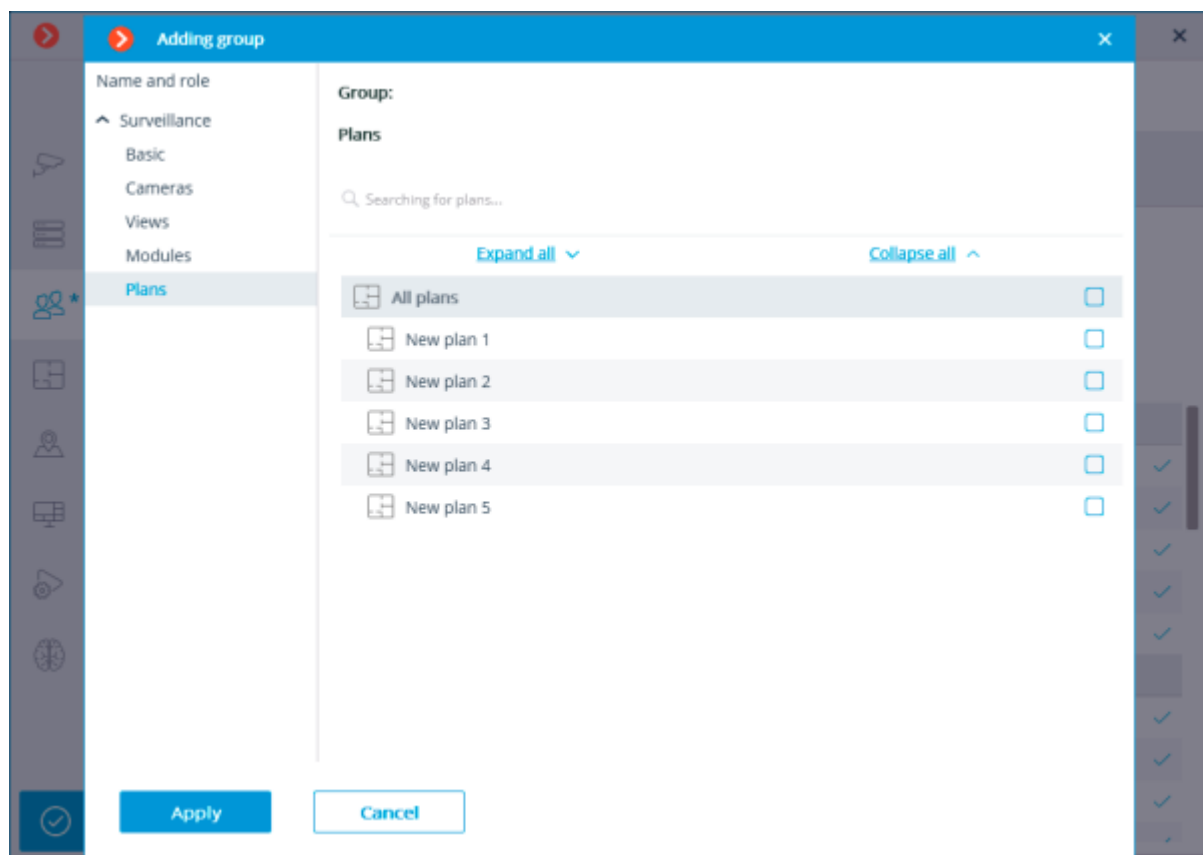 Adding group
Name and role
Surveillance
Basic
Cameras
Views
Modules
Plans
Group:
Plans
Searching for plans...
Expand all
Collapse all
All plans
New plan 1
New plan 2
New plan 3
New plan 4
New plan 5
Apply
Cancel